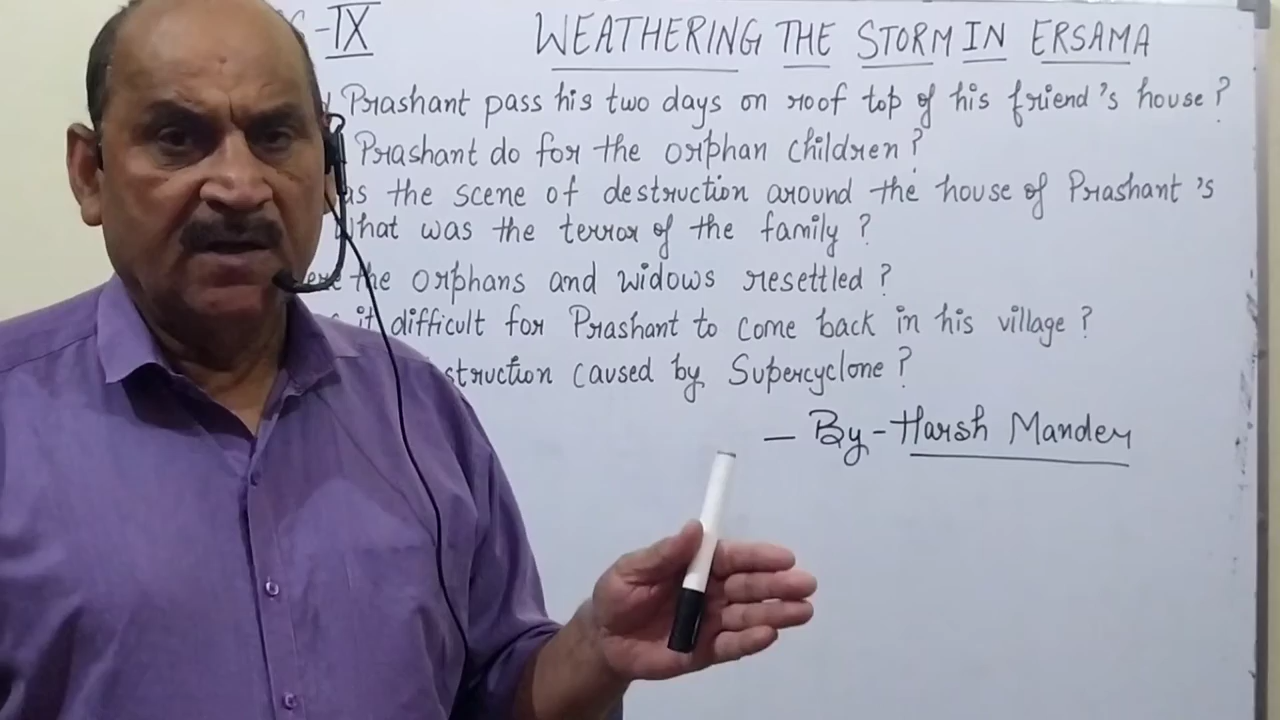 -IX WEATHERING THE STORM IN ERSAMA
Prashant pass his two days on roof top of his friend's house?
Prashant do for the orphan children?
the scene of destruction around the house of Prashant's
hat was the terror of the family?
the orphans and widows resettled?
it difficult for Prashant to come back in his village?
struction caused by Supercyclone?
- By - Harsh Mander